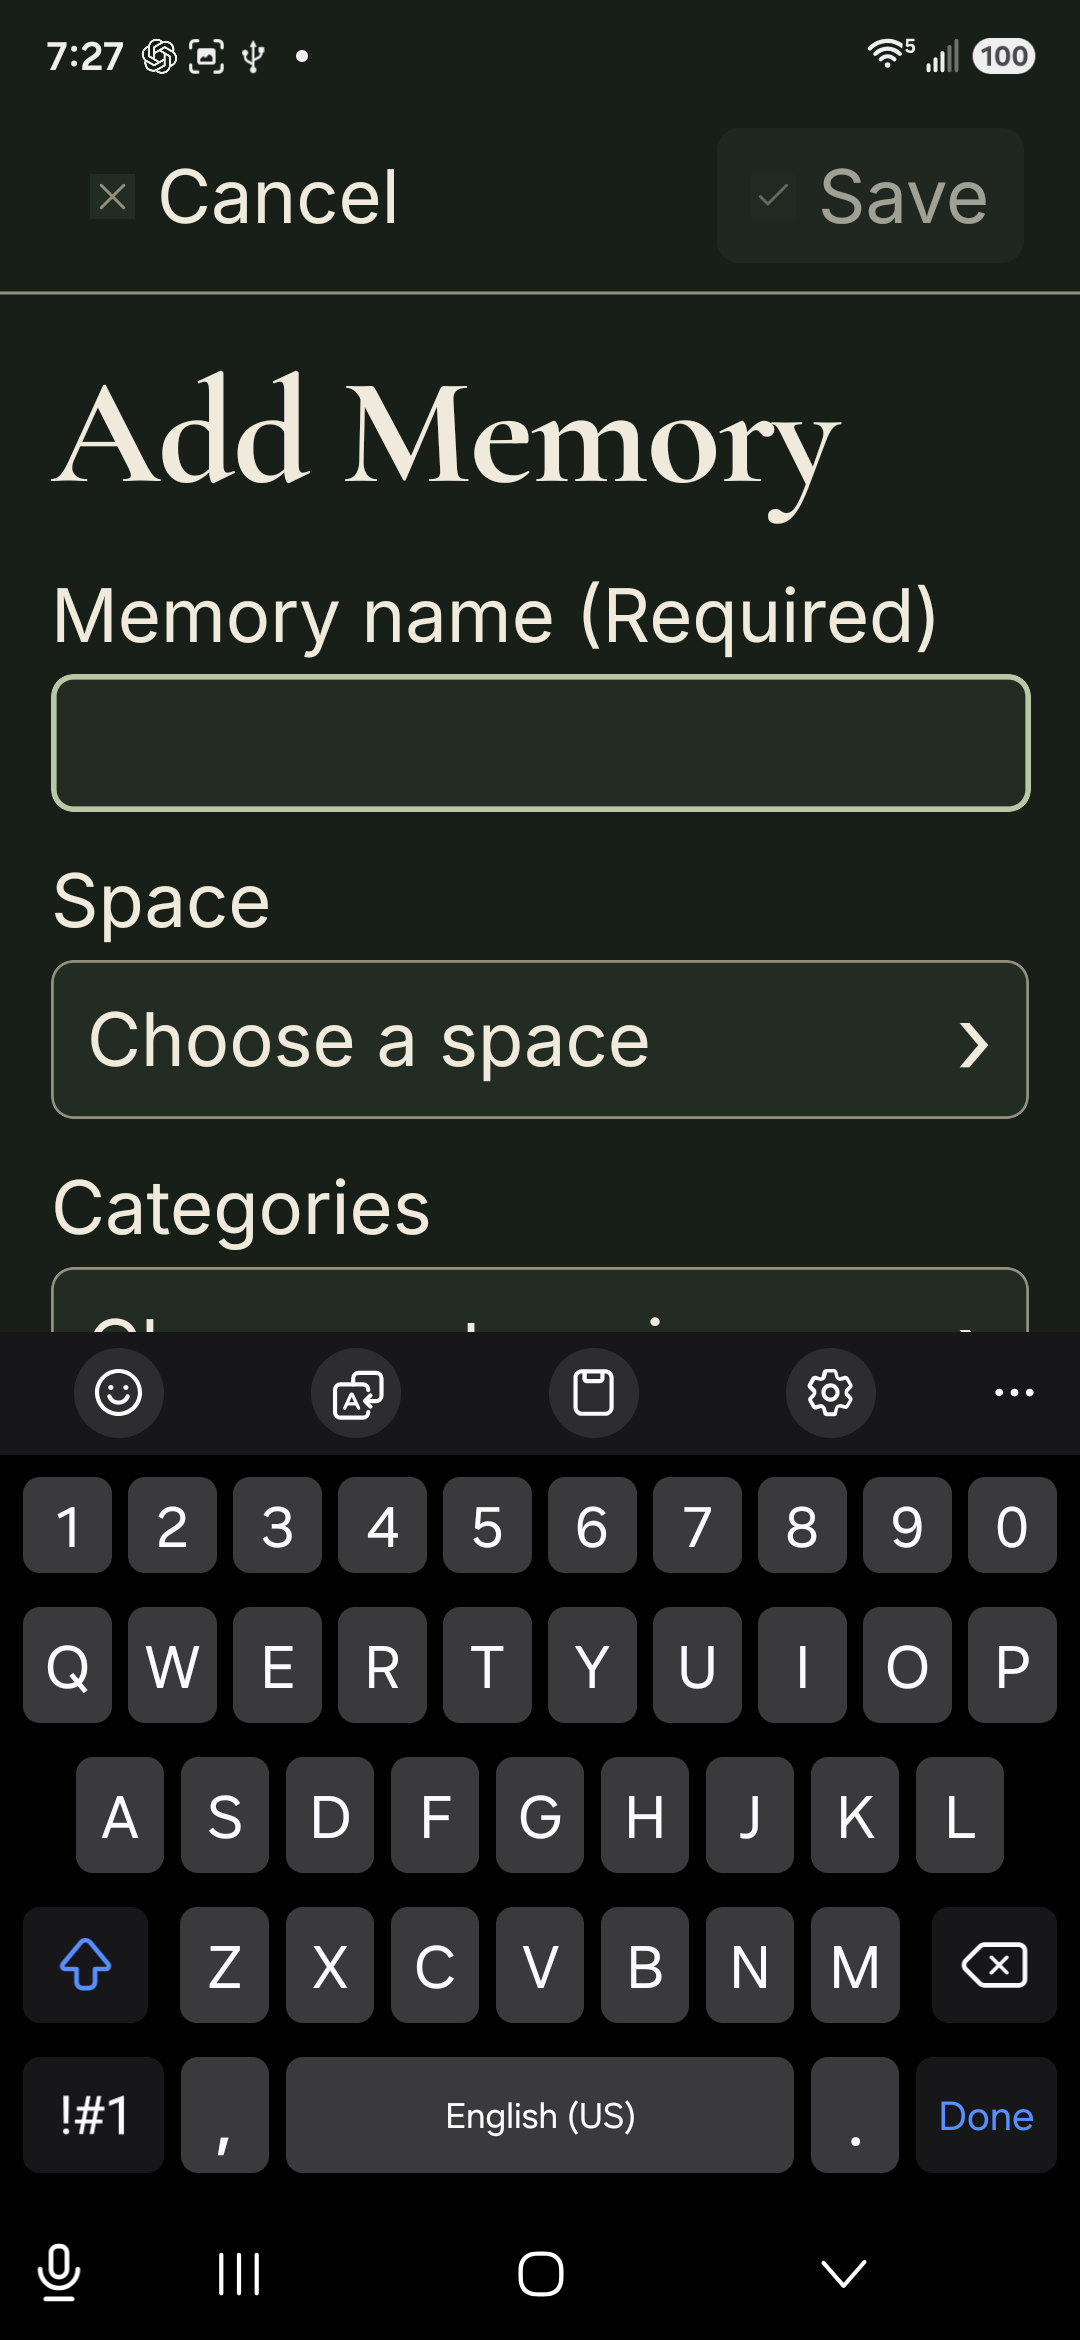 7:27
5
100
Cancel
Save
Add Memory
Memory name (Required)
Space
Choose a space
Categories
1 2 3 4 5 6 7 8 9 0
Q W E R T Y U I O P
A S D F G H J K L
Z X C V B N M
!#1 , English (US) . Done